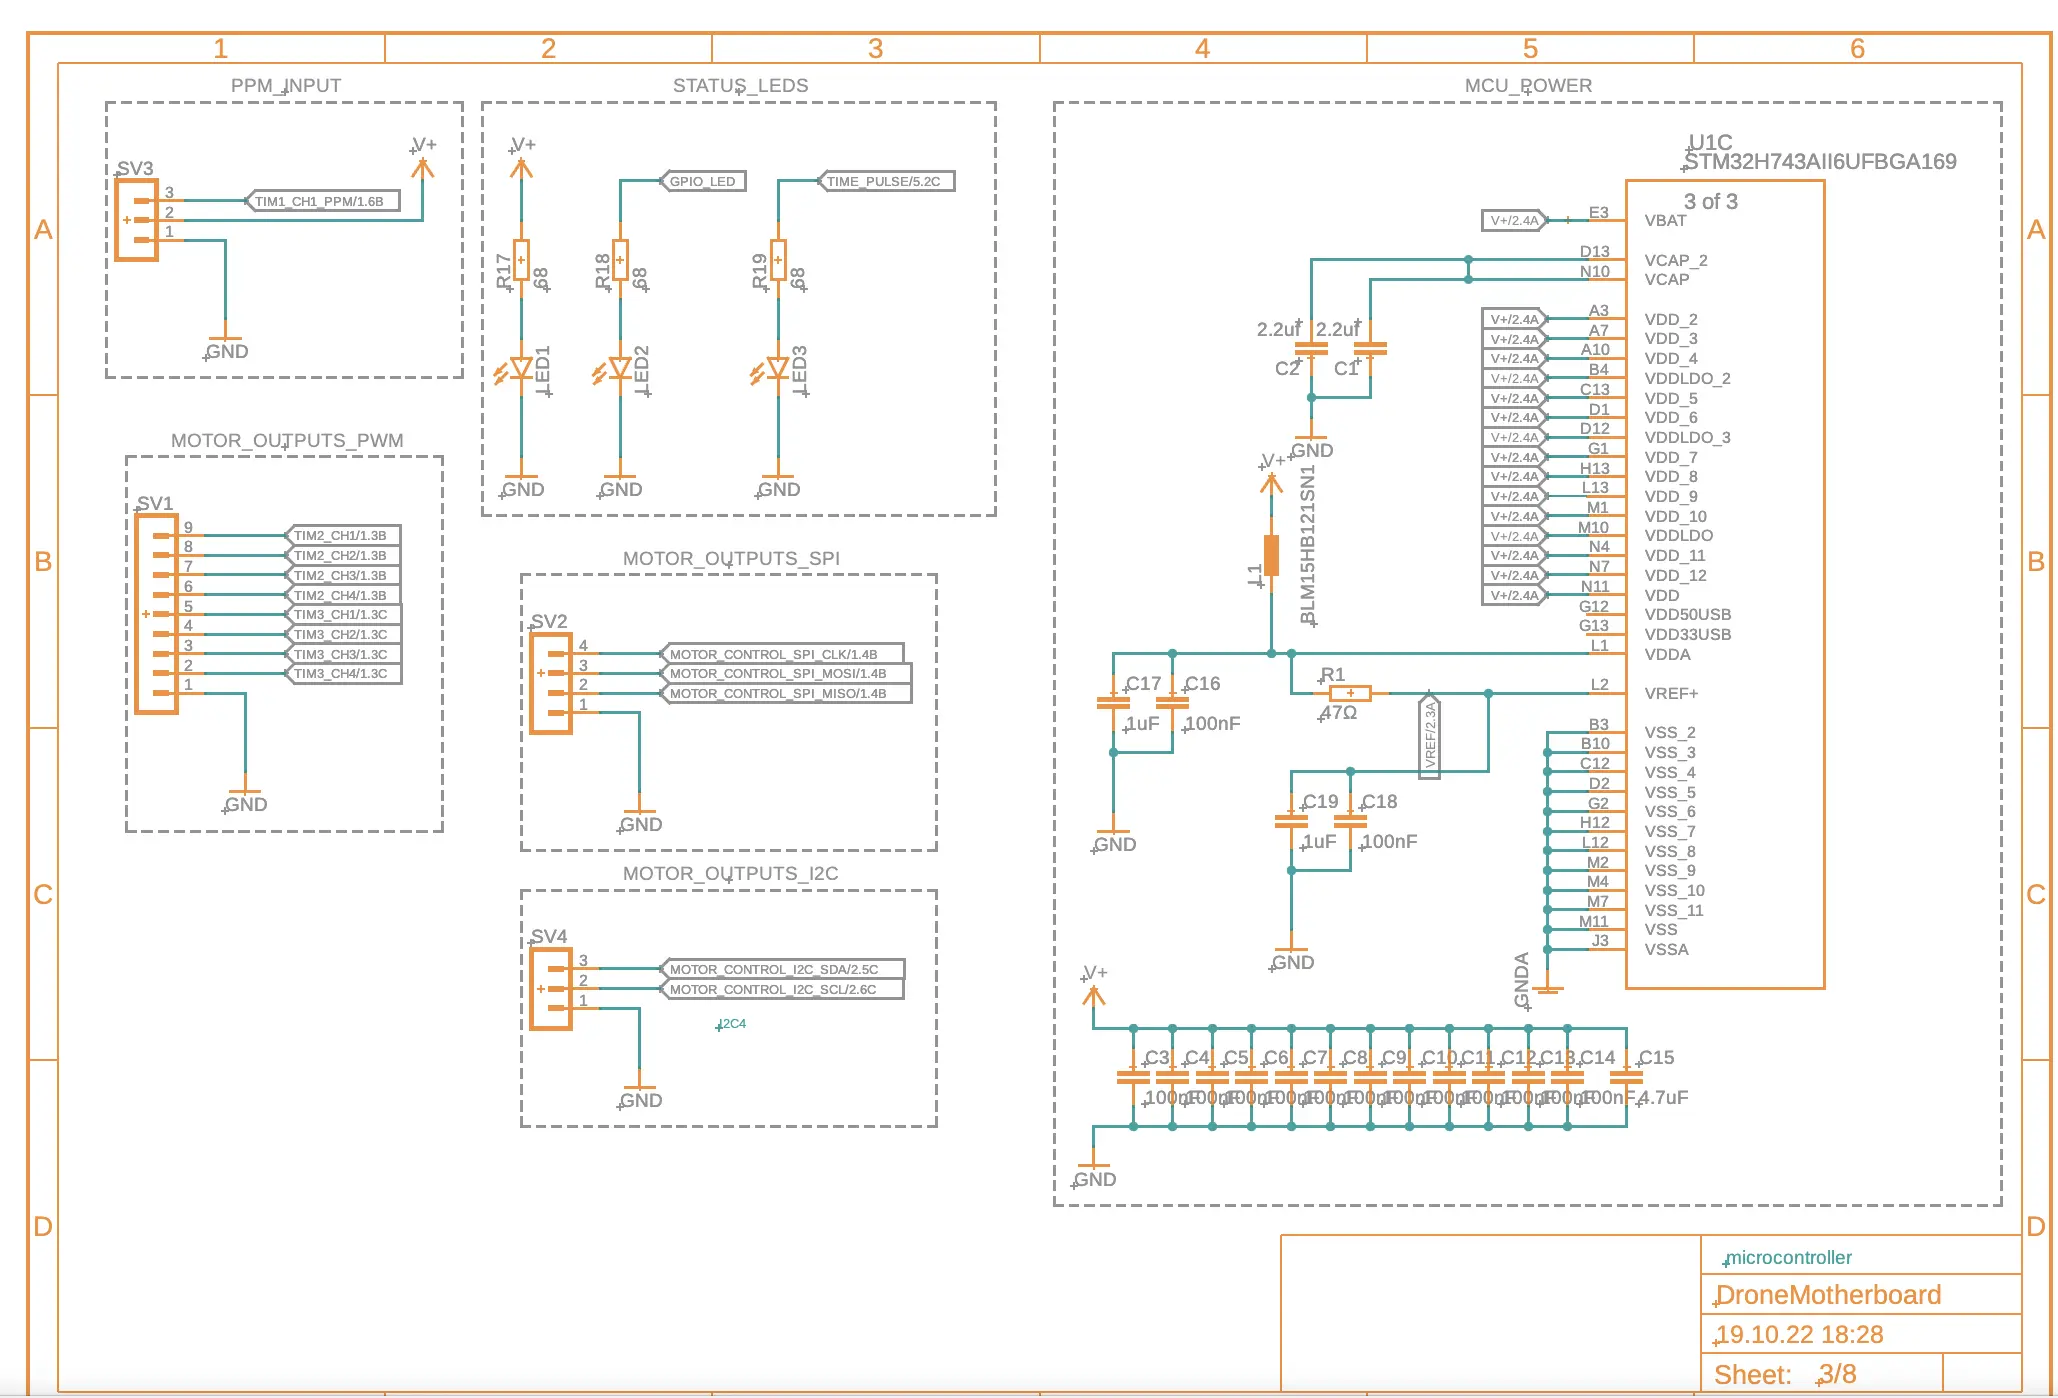 1 2 3 4 5 6
A
B
C
D
A
B
C
D
PPM_INPUT
SV3
3
2
1
TIM1_CH1_PPM/1.6B
V+
GND
STATUS_LEDS
V+
GPIO_LED
TIME_PULSE/5.2C
R17
68
R18
68
R19
68
LED1
LED2
LED3
GND
GND
GND
MOTOR_OUTPUTS_PWM
SV1
9
8
7
6
5
4
3
2
1
TIM2_CH1/1.3B
TIM2_CH2/1.3B
TIM2_CH3/1.3B
TIM2_CH4/1.3B
TIM3_CH1/1.3C
TIM3_CH2/1.3C
TIM3_CH3/1.3C
TIM3_CH4/1.3C
GND
MOTOR_OUTPUTS_SPI
SV2
4
3
2
1
MOTOR_CONTROL_SPI_CLK/1.4B
MOTOR_CONTROL_SPI_MOSI/1.4B
MOTOR_CONTROL_SPI_MISO/1.4B
GND
MOTOR_OUTPUTS_I2C
SV4
3
2
1
MOTOR_CONTROL_I2C_SDA/2.5C
MOTOR_CONTROL_I2C_SCL/2.6C
I2C4
GND
MCU_POWER
U1C
STM32H743AII6UFBGA169
3 of 3
V+/2.4A E3 VBAT
D13 VCAP_2
N10 VCAP
V+/2.4A A3 VDD_2
V+/2.4A A7 VDD_3
V+/2.4A A10 VDD_4
V+/2.4A B4 VDDLDO_2
V+/2.4A C13 VDD_5
V+/2.4A D1 VDD_6
V+/2.4A D12 VDDLDO_3
V+/2.4A G1 VDD_7
V+/2.4A H13 VDD_8
V+/2.4A L13 VDD_9
V+/2.4A M1 VDD_10
V+/2.4A M10 VDDLDO
V+/2.4A N4 VDD_11
V+/2.4A N7 VDD_12
V+/2.4A N11 VDD
G12 VDD50USB
G13 VDD33USB
L1 VDDA
L2 VREF+
B3 VSS_2
B10 VSS_3
C12 VSS_4
D2 VSS_5
G2 VSS_6
H12 VSS_7
L12 VSS_8
M2 VSS_9
M4 VSS_10
M7 VSS_11
M11 VSS
J3 VSSA
GNDA
2.2uf 2.2uf
C2 C1
GND
V+
L1
BLM15HB121SN1
C17 C16
1uF 100nF
GND
R1
47Ω
VREF/2.3A
C19 C18
1uF 100nF
GND
V+
C3 C4 C5 C6 C7 C8 C9 C10 C11 C12 C13 C14 C15
100nF 100nF 100nF 100nF 100nF 100nF 100nF 100nF 100nF 100nF 100nF 100nF 4.7uF
GND
microcontroller
DroneMotherboard
19.10.22 18:28
Sheet: 3/8